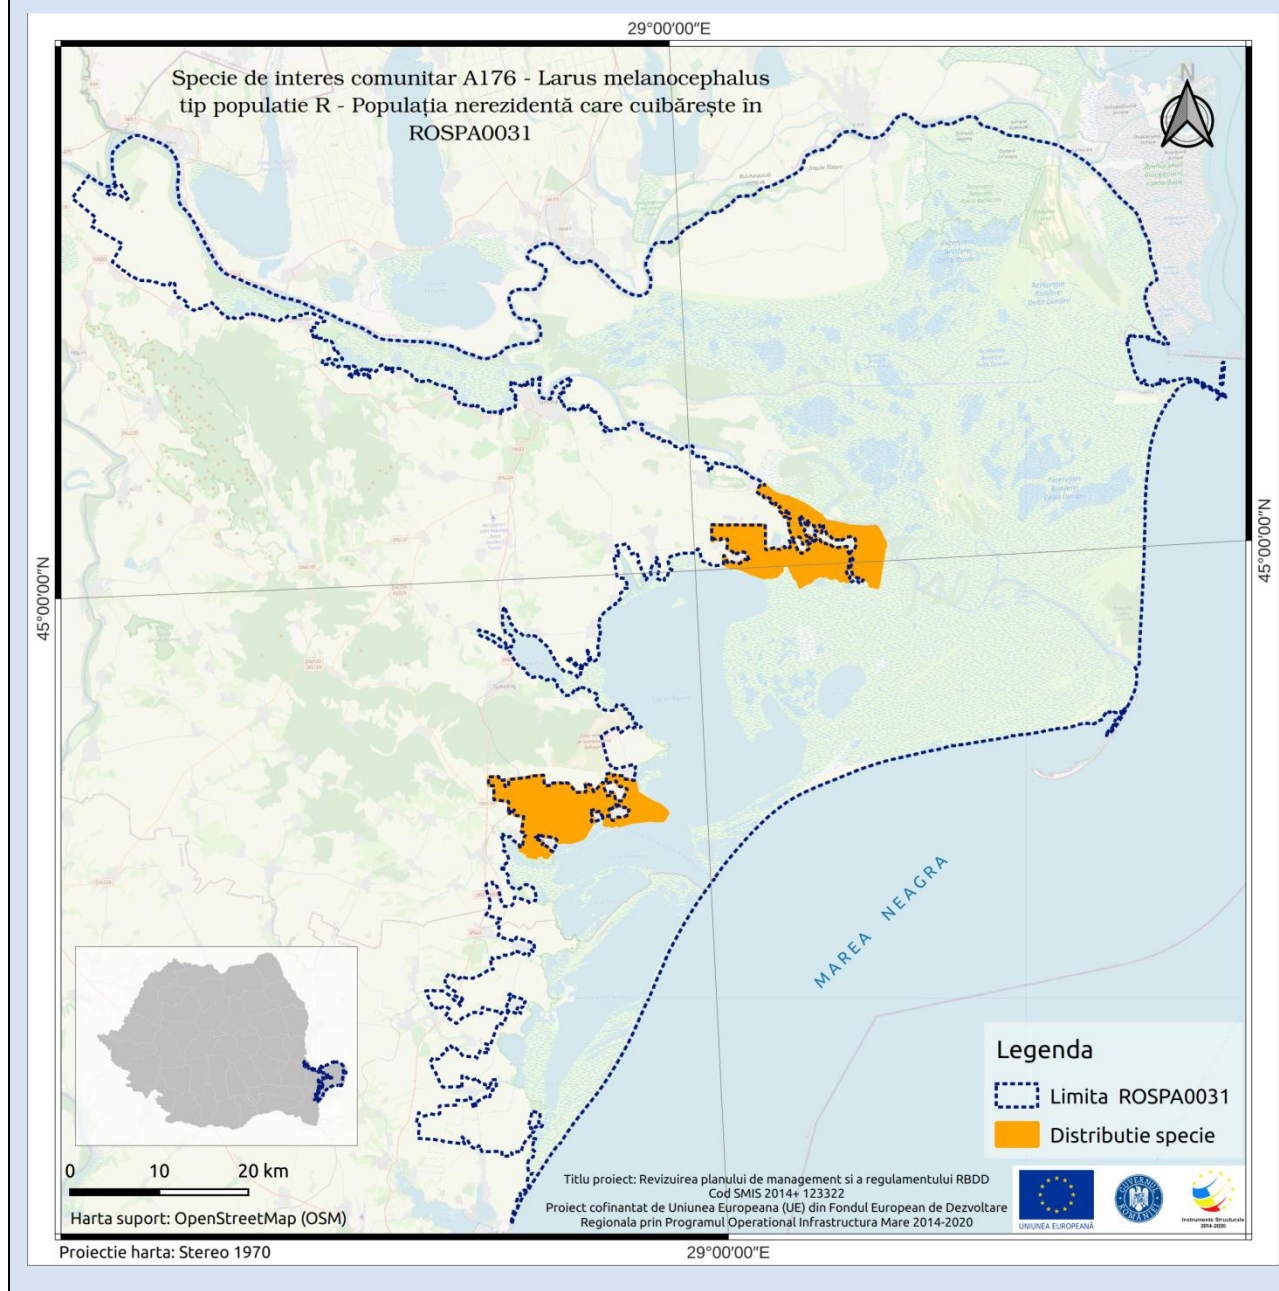 29°00′00″E
Specie de interes comunitar A176 - Larus melanocephalus
tip populatie R - Populația nerezidentă care cuibărește în
ROSPA0031
N
45°00′00″N
45°00′00″N
MAREA NEAGRA
Legenda
Limita ROSPA0031
Distributie specie
0 10 20 km
Harta suport: OpenStreetMap (OSM)
Titlu proiect: Revizuirea planului de management si a regulamentului RBDD
Cod SMIS 2014+ 123322
Proiect cofinantat de Uniunea Europeana (UE) din Fondul European de Dezvoltare
Regionala prin Programul Operational Infrastructura Mare 2014-2020
UNIUNEA EUROPEANĂ
GUVERNUL ROMÂNIEI
Instrumente Structurale
2014-2020
Proiectie harta: Stereo 1970
29°00′00″E